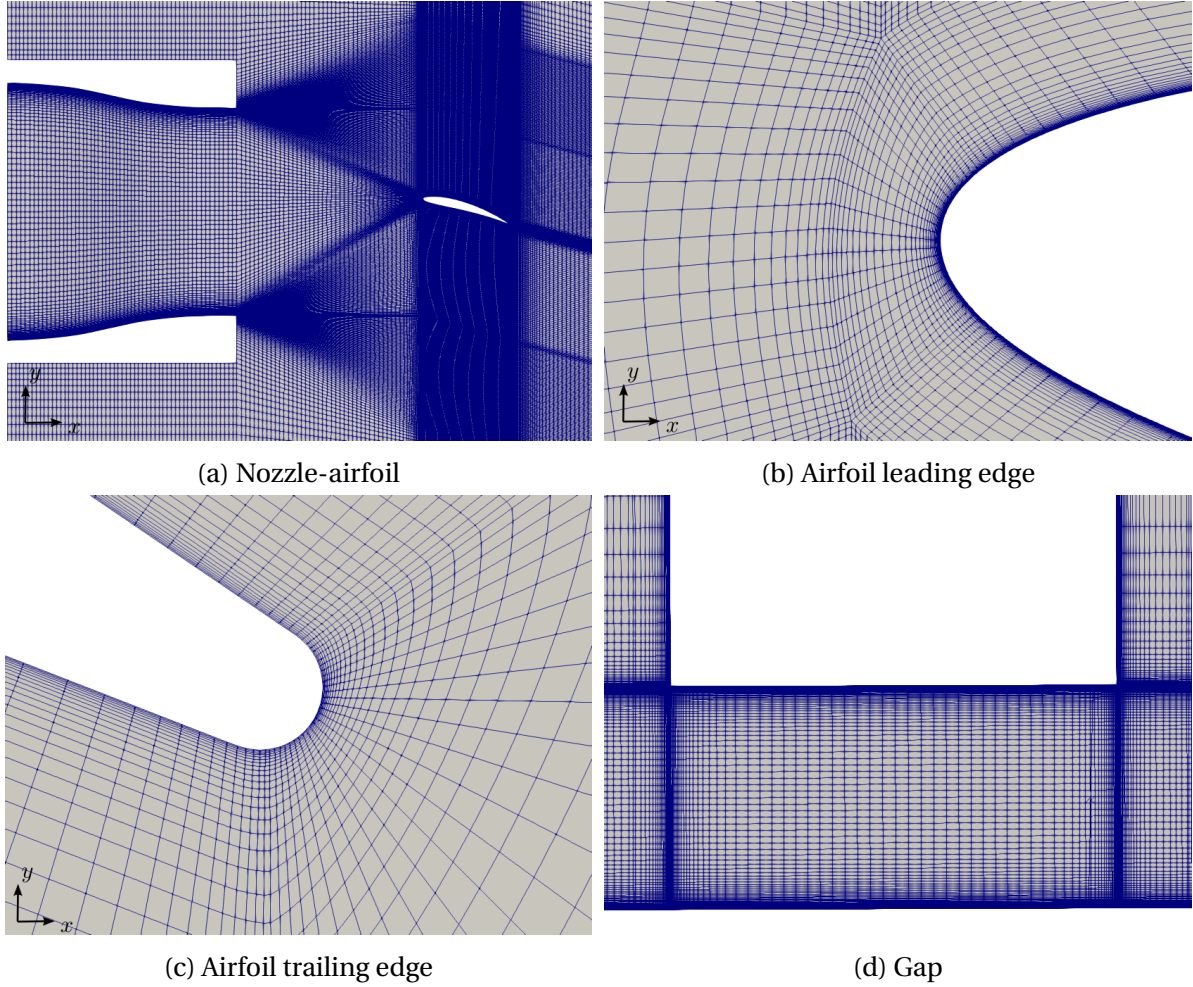 y
x
y
x
(a) Nozzle-airfoil
(b) Airfoil leading edge
y
x
(c) Airfoil trailing edge
(d) Gap